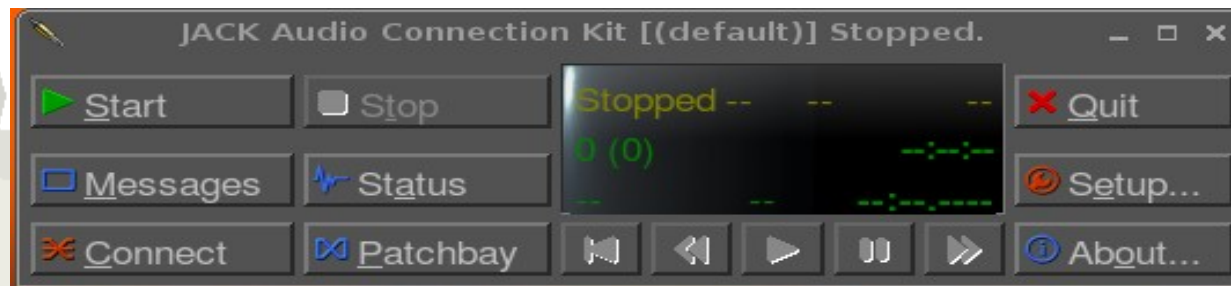 JACK Audio Connection Kit [(default)] Stopped.
Start Stop Stopped -- -- -- Quit
0 (0) --:--:--
Messages Status -- -- --:--.---- Setup...
Connect Patchbay About...